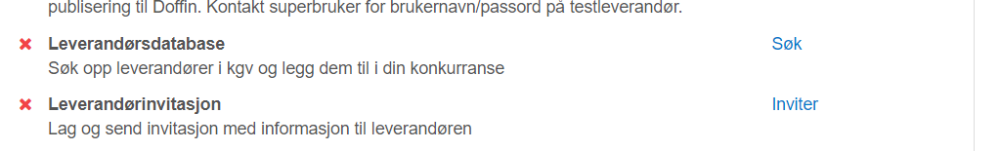 publisering til Doffin. Kontakt superbruker for brukernavn/passord på testleverandør.
Leverandørsdatabase Søk
Søk opp leverandører i kgv og legg dem til i din konkurranse
Leverandørinvitasjon Inviter
Lag og send invitasjon med informasjon til leverandøren